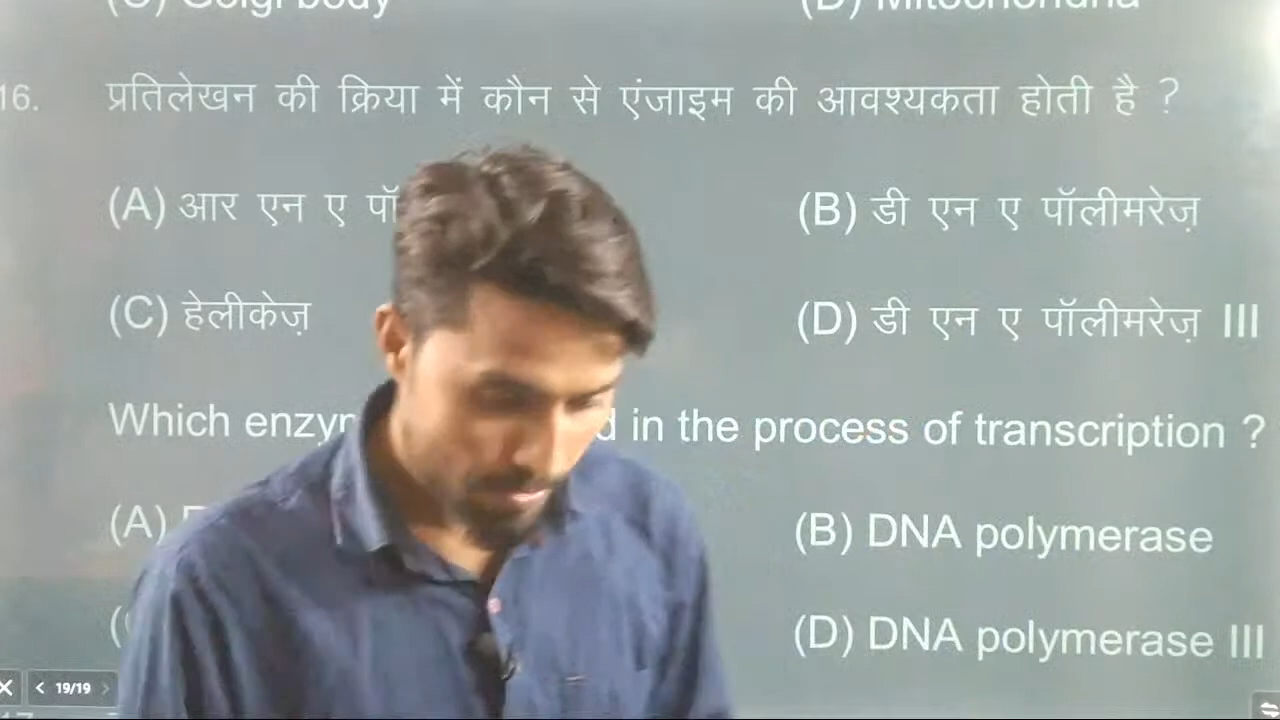 (D)
16. प्रतिलेखन की क्रिया में कौन से एंजाइम की आवश्यकता होती है ?
(A) आर एन ए
(B) डी एन ए पॉलीमरेज़
(C) हेलीकेज़
(D) डी एन ए पॉलीमरेज़ III
Which in the process of transcription ?
(A)
(B) DNA polymerase
(D) DNA polymerase III
19/19